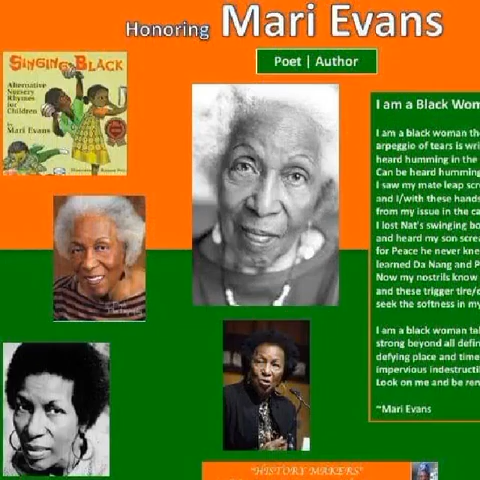 Honoring Mari Evans
Poet | Author
SINGING BLACK
Alternative
Nursery
Rhymes
for
Children
by
Mari Evans
I am a Black Wom
I am a black woman the
arpeggio of tears is wri
heard humming in the
Can be heard humming
I saw my mate leap scre
and I/with these hands
from my issue in the ca
I lost Nat's swinging bo
and heard my son screa
for Peace he never kne
learned Da Nang and P
Now my nostrils know
and these trigger tire/d
seek the softness in my
I am a black woman tal
strong beyond all defin
defying place and time
impervious indestructib
Look on me and be ren
~Mari Evans
"HISTORY MAKERS"